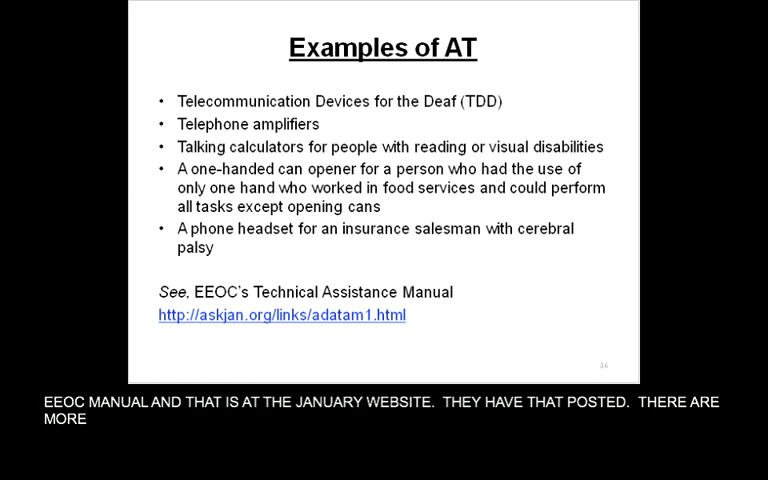 Examples of AT
• Telecommunication Devices for the Deaf (TDD)
• Telephone amplifiers
• Talking calculators for people with reading or visual disabilities
• A one-handed can opener for a person who had the use of
only one hand who worked in food services and could perform
all tasks except opening cans
• A phone headset for an insurance salesman with cerebral
palsy
See, EEOC's Technical Assistance Manual
http://askjan.org/links/adatam1.html
36
EEOC MANUAL AND THAT IS AT THE JANUARY WEBSITE.  THEY HAVE THAT POSTED.  THERE ARE
MORE